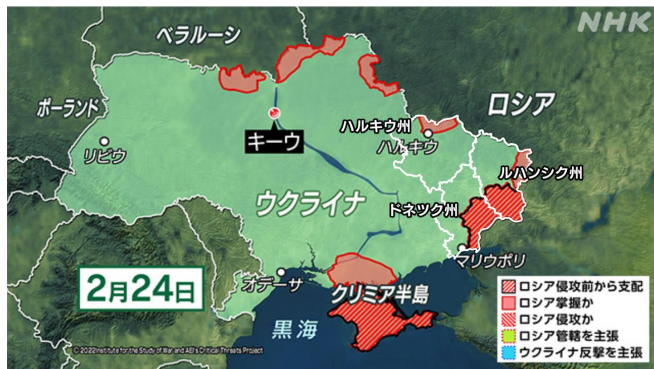 NHK
ベラルーシ
ポーランド
ロシア
ハルキウ州
ハルキウ
キーウ
リビウ
ルハンシク州
ウクライナ
ドネツク州
マリウポリ
オデーサ
2月24日
クリミア半島
黒海
ロシア侵攻前から支配
ロシア掌握か
ロシア侵攻か
ロシア管轄を主張
ウクライナ反撃を主張
© 2022Institute for the Study of War and AEI's Critical Threats Project